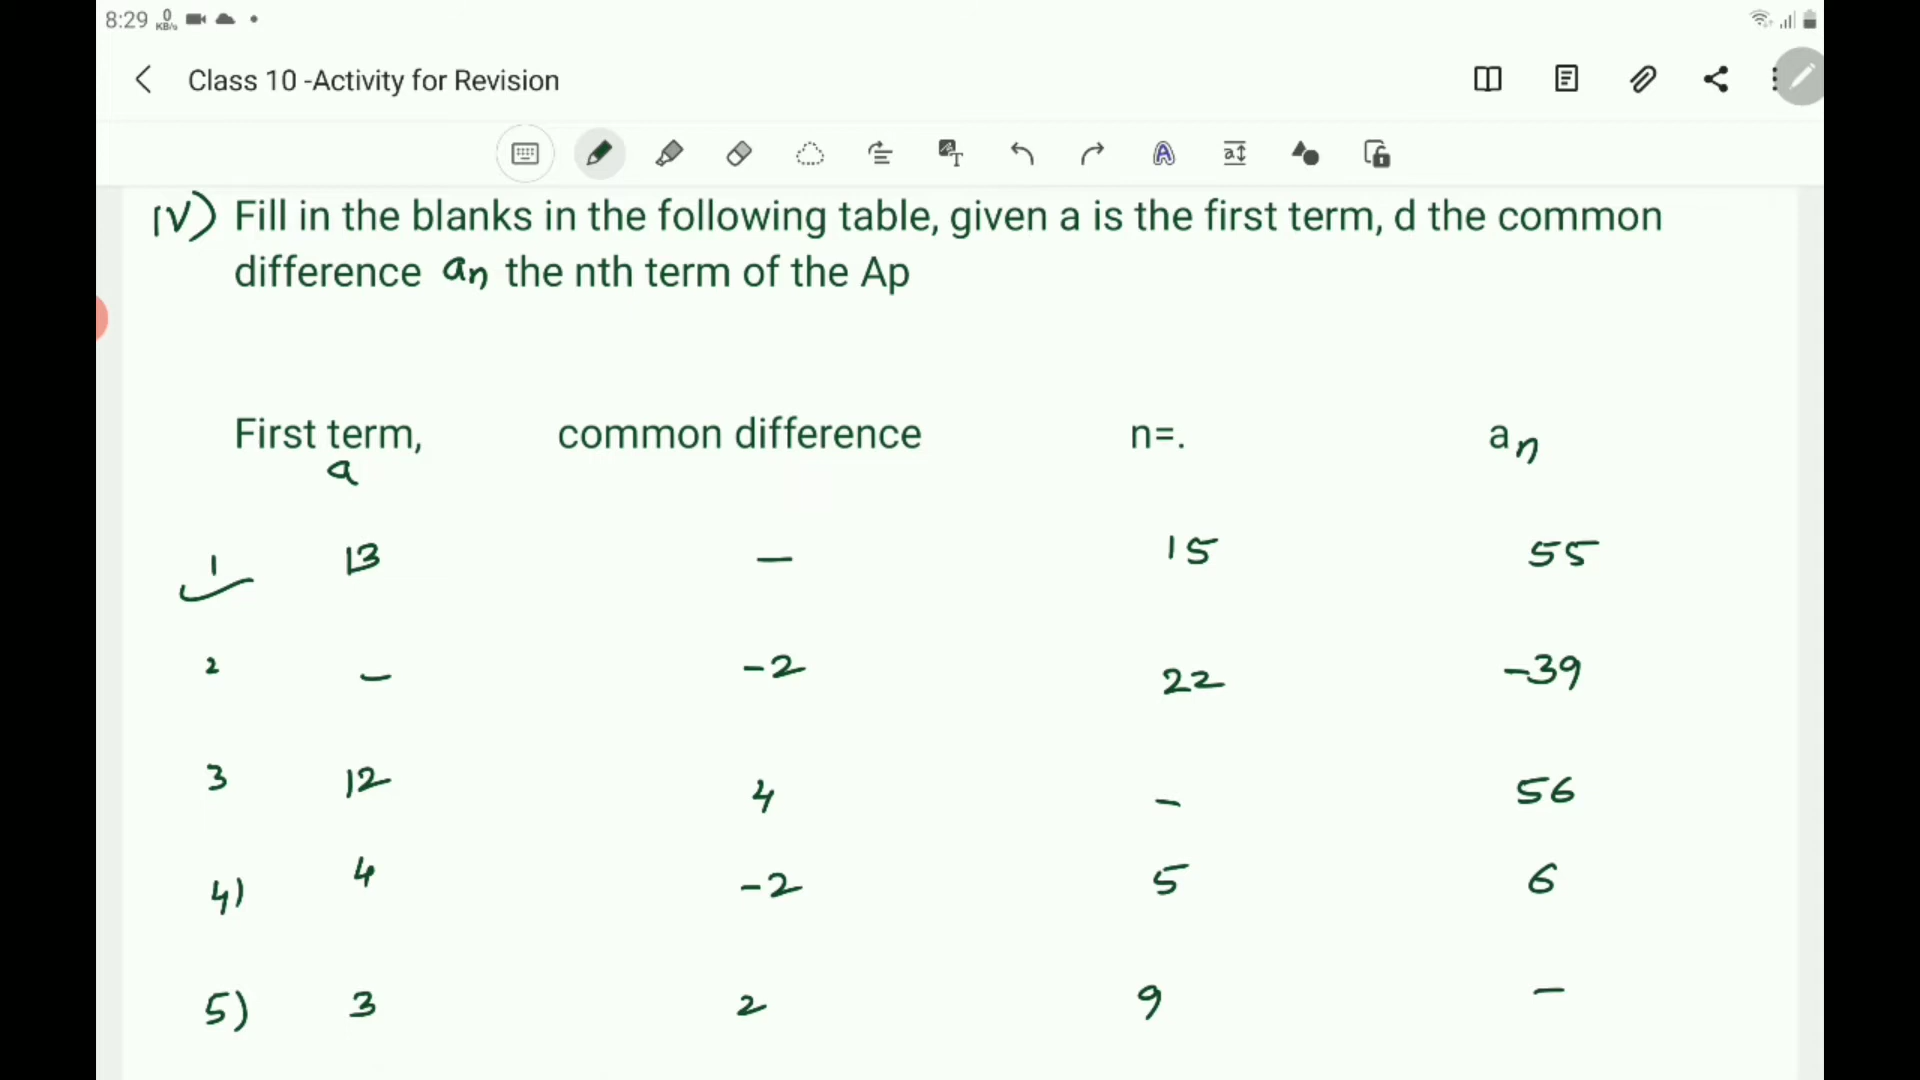 8:29 0 KB/s
Class 10 -Activity for Revision
IV) Fill in the blanks in the following table, given a is the first term, d the common
difference an the nth term of the Ap
First term, common difference n=. an
a
1 13 — 15 55
2 – -2 22 -39
3 12 4 – 56
4) 4 -2 5 6
5) 3 2 9 –